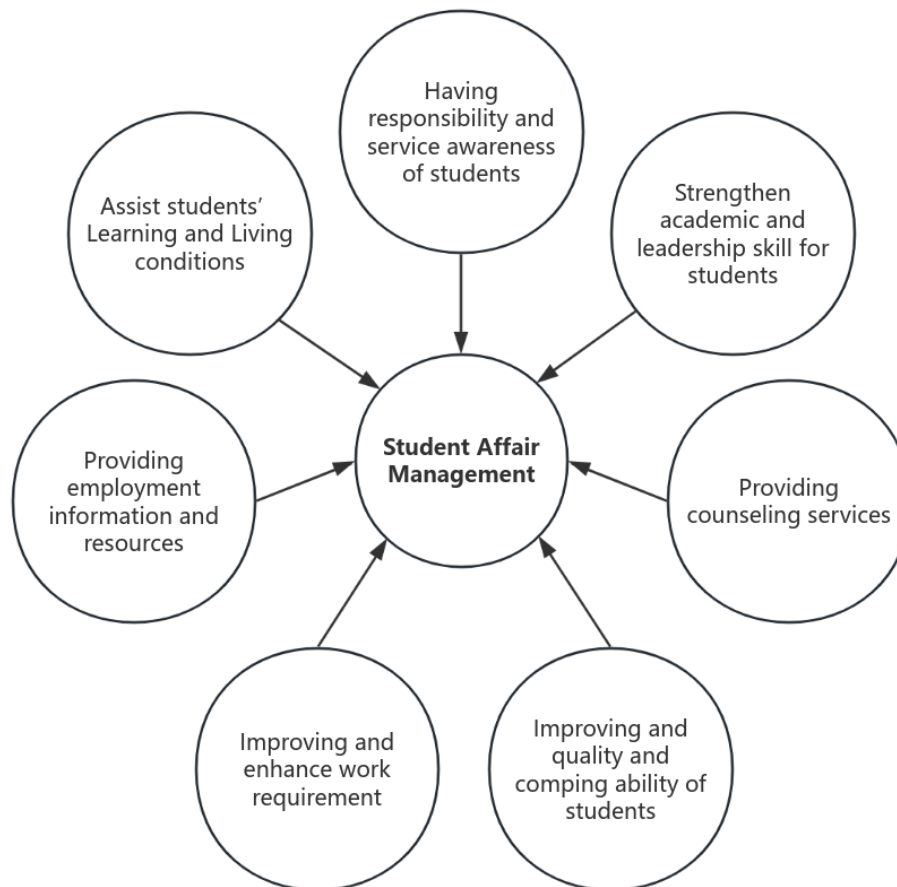 Having
responsibility and
service awareness
of students
Assist students’
Learning and Living
conditions
Strengthen
academic and
leadership skill for
students
Student Affair
Management
Providing
employment
information and
resources
Providing
counseling services
Improving and
enhance work
requirement
Improving and
quality and
comping ability of
students